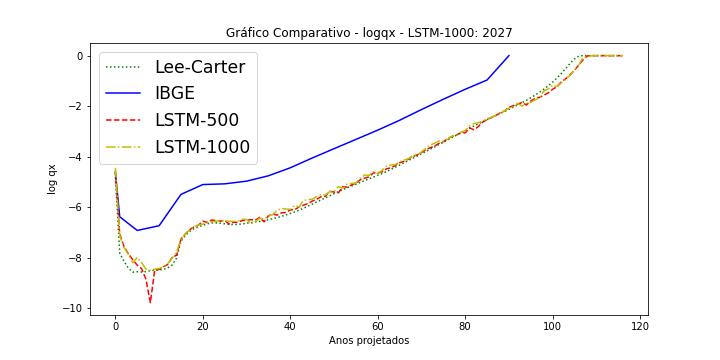 Gráfico Comparativo - logqx - LSTM-1000: 2027
Lee-Carter
IBGE
LSTM-500
LSTM-1000
log qx
0
−2
−4
−6
−8
−10
0 20 40 60 80 100 120
Anos projetados